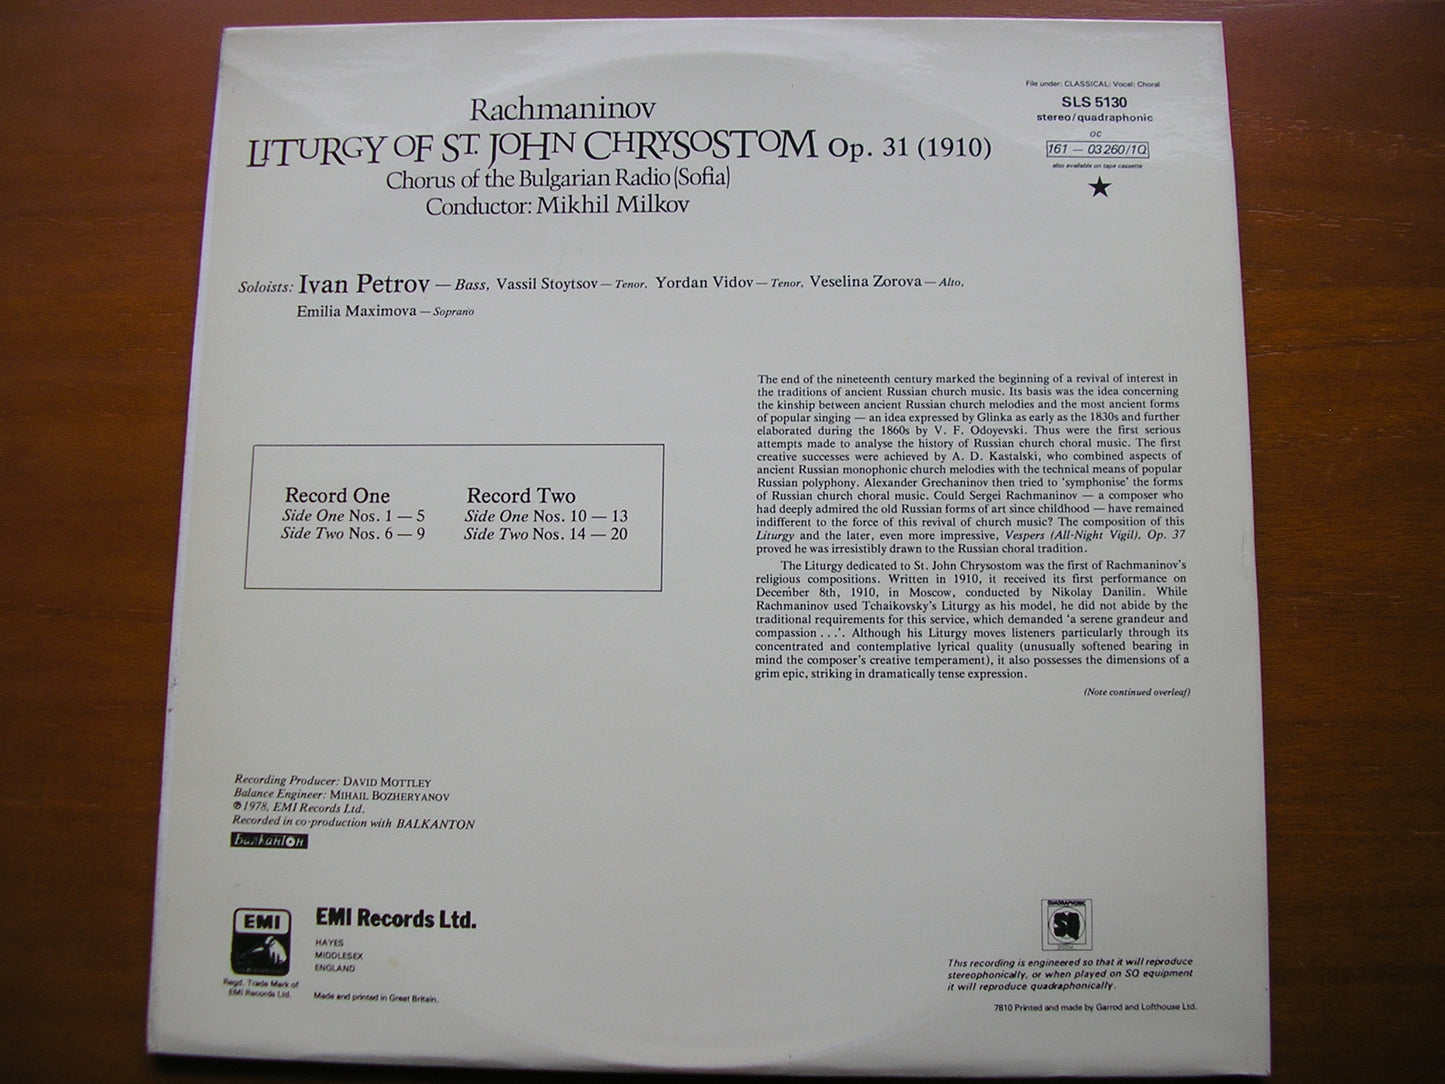 File under: CLASSICAL: Vocal: Choral
SLS 5130
stereo/quadraphonic
OC
161 — 03260/1Q
also available on tape cassette
★
Rachmaninov
LITURGY OF ST. JOHN CHRYSOSTOM Op. 31 (1910)
Chorus of the Bulgarian Radio (Sofia)
Conductor: Mikhil Milkov
Soloists: Ivan Petrov — Bass, Vassil Stoytsov — Tenor, Yordan Vidov — Tenor, Veselina Zorova — Alto,
Emilia Maximova — Soprano
Record One
Side One Nos. 1 — 5
Side Two Nos. 6 — 9
Record Two
Side One Nos. 10 — 13
Side Two Nos. 14 — 20
The end of the nineteenth century marked the beginning of a revival of interest in
the traditions of ancient Russian church music. Its basis was the idea concerning
the kinship between ancient Russian church melodies and the most ancient forms
of popular singing — an idea expressed by Glinka as early as the 1830s and further
elaborated during the 1860s by V. F. Odoyevski. Thus were the first serious
attempts made to analyse the history of Russian church choral music. The first
creative successes were achieved by A. D. Kastalski, who combined aspects of
ancient Russian monophonic church melodies with the technical means of popular
Russian polyphony. Alexander Grechaninov then tried to 'symphonise' the forms
of Russian church choral music. Could Sergei Rachmaninov — a composer who
had deeply admired the old Russian forms of art since childhood — have remained
indifferent to the force of this revival of church music? The composition of this
Liturgy and the later, even more impressive, Vespers (All-Night Vigil), Op. 37
proved he was irresistibly drawn to the Russian choral tradition.
The Liturgy dedicated to St. John Chrysostom was the first of Rachmaninov's
religious compositions. Written in 1910, it received its first performance on
December 8th, 1910, in Moscow, conducted by Nikolay Danilin. While
Rachmaninov used Tchaikovsky's Liturgy as his model, he did not abide by the
traditional requirements for this service, which demanded 'a serene grandeur and
compassion . . .'. Although his Liturgy moves listeners particularly through its
concentrated and contemplative lyrical quality (unusually softened bearing in
mind the composer's creative temperament), it also possesses the dimensions of a
grim epic, striking in dramatically tense expression.
(Note continued overleaf)
Recording Producer: DAVID MOTTLEY
Balance Engineer: MIHAIL BOZHERYANOV
℗ 1978, EMI Records Ltd.
Recorded in co-production with BALKANTON
Балкантон
EMI
Regd. Trade Mark of
EMI Records Ltd.
EMI Records Ltd.
HAYES
MIDDLESEX
ENGLAND
Made and printed in Great Britain.
QUADRAPHONIC
SQ
This recording is engineered so that it will reproduce
stereophonically, or when played on SQ equipment
it will reproduce quadraphonically.
7810 Printed and made by Garrod and Lofthouse Ltd.